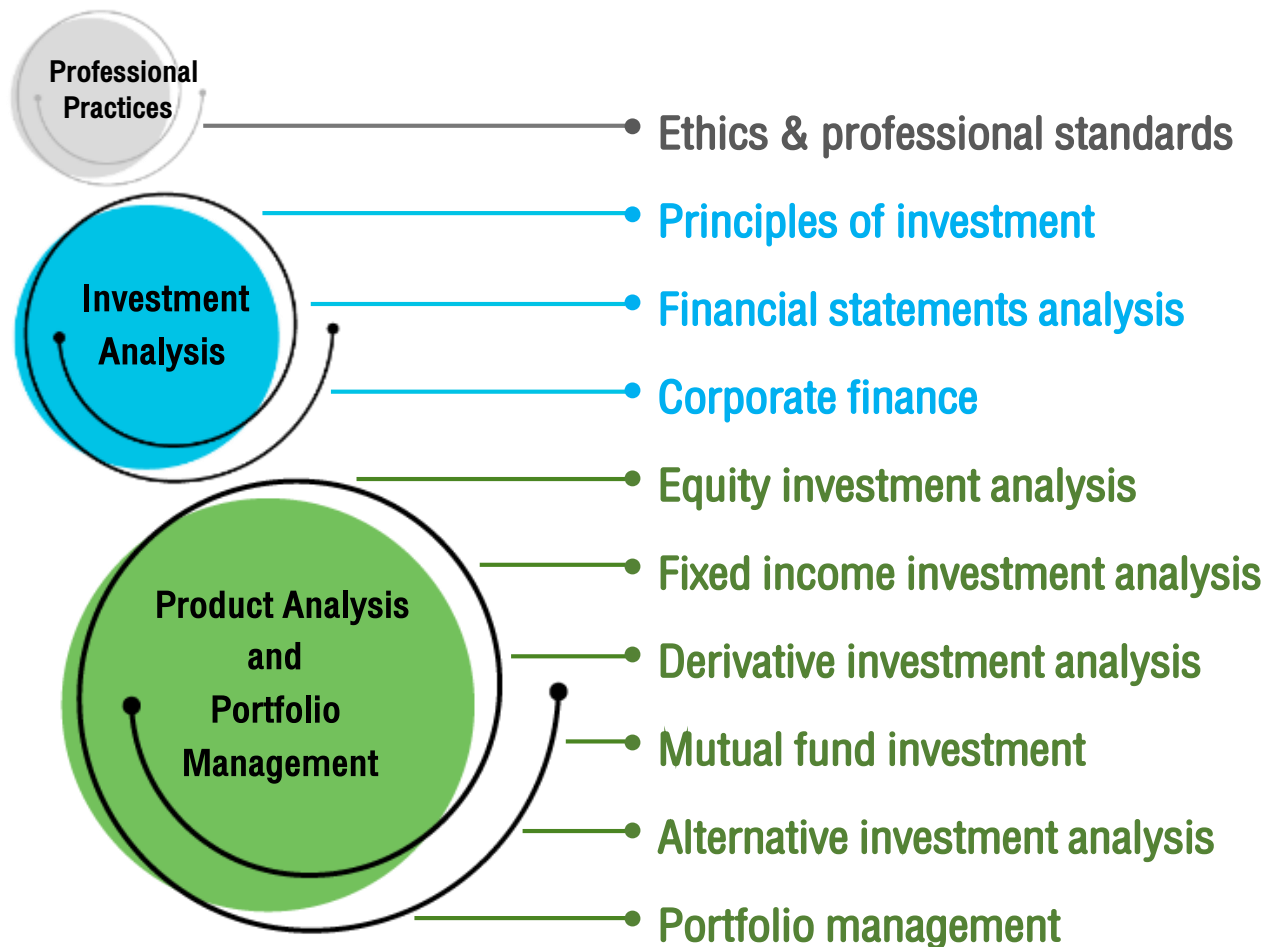 Professional
Practices
Ethics & professional standards
Investment
Analysis
Principles of investment
Financial statements analysis
Corporate finance
Product Analysis
and
Portfolio
Management
Equity investment analysis
Fixed income investment analysis
Derivative investment analysis
Mutual fund investment
Alternative investment analysis
Portfolio management